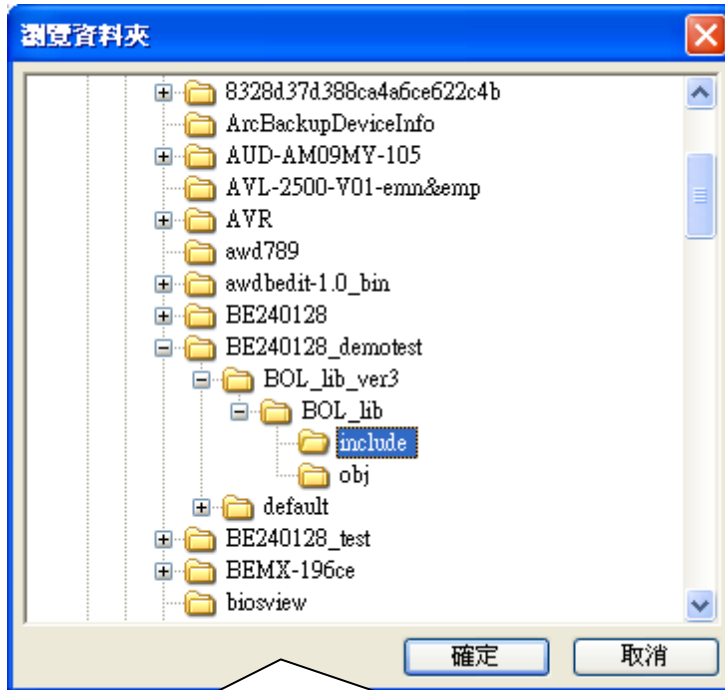 瀏覽資料夾
8328d37d388ca4a6ce622c4b
ArcBackupDeviceInfo
AUD-AM09MY-105
AVL-2500-V01-emn&emp
AVR
awd789
awdbedit-1.0_bin
BE240128
BE240128_demotest
BOL_lib_ver3
BOL_lib
include
obj
default
BE240128_test
BEMX-196ce
biosview
確定
取消